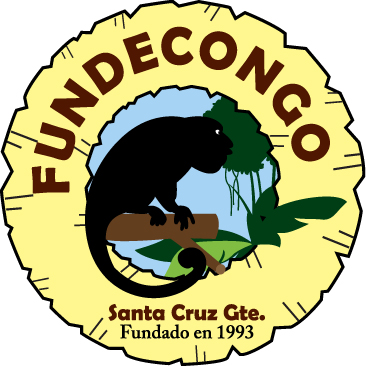 FUNDECONGO
Santa Cruz Gte.
Fundado en 1993